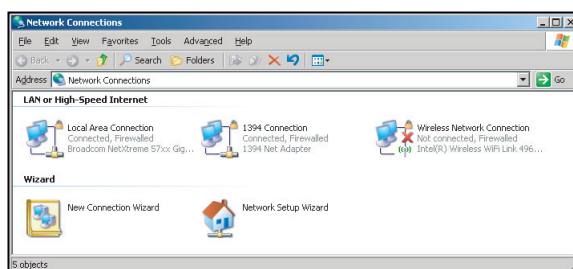 Network Connections
File Edit View Favorites Tools Advanced Help
Back Search Folders
Address Network Connections Go
LAN or High-Speed Internet
Local Area Connection
Connected, Firewalled
Broadcom NetXtreme 57xx Gig...
1394 Connection
Connected, Firewalled
1394 Net Adapter
Wireless Network Connection
Not connected, Firewalled
Intel(R) Wireless WiFi Link 496...
Wizard
New Connection Wizard
Network Setup Wizard
5 objects